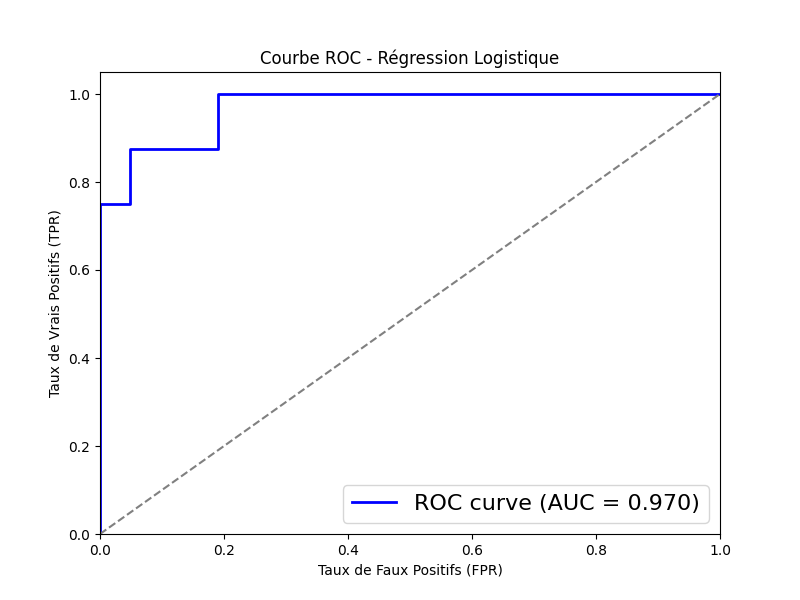 Courbe ROC - Régression Logistique
1.0
0.8
0.6
0.4
0.2
0.0
Taux de Vrais Positifs (TPR)
ROC curve (AUC = 0.970)
0.0 0.2 0.4 0.6 0.8 1.0
Taux de Faux Positifs (FPR)